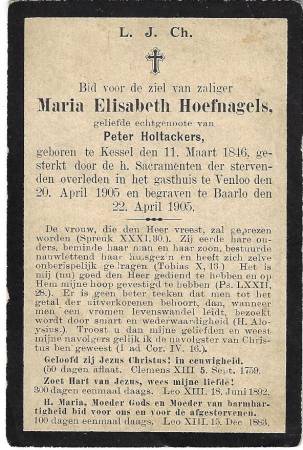 L. J. Ch.
Bid voor de ziel van zaliger
Maria Elisabeth Hoefnagels,
geliefde echtgenoote van
Peter Holtackers,
geboren te Kessel den 11. Maart 1846, ge-
sterkt door de h. Sacramenten der sterven-
den overleden in het gasthuis te Venloo den
20. April 1905 en begraven te Baarlo den
22. April 1905.
De vrouw, die den Heer vreest, zal geprezen
worden (Spreuk XXXI, 30.) Zij eerde hare ou-
ders, beminde haar man en haar zoon, bestuurde
nauwlettend haar huisgezin en heeft zich zelve
onberispelijk gedragen (Tobias X, 13.) Het is
mij (nu) goed den Heer gediend te hebben en op
Hem mijne hoop gevestigd te hebben (Ps. LXXII,
28.) Er is geen beter teeken dat men tot het
getal der uitverkorenen behoort, dan, wanneer
men een vromer levenswandel leidt, bezocht
wordt door smart en wederwaardigheid (H. Alo-
ysius.) Troost u dan mijne geliefden en weest
mijne navolgers gelijk ik de navolgster van Chris-
tus ben geweest (I ad. Cor. IV. 16.).
Geloofd zij Jezus Christus! in eeuwigheid.
50 dag. aflaat. Clemens XIII 5. Sept. 1759.
Zoet Hart van Jezus, wees mijne liefde!
300 dagen eenmaal daags. Leo XIII. 18. Juni 1892.
H. Maria, Moeder Gods en Moeder van barmhar-
tigheid bid voor ons en voor de afgestorvenen.
100 dagen eenmaal daags. Leo XIII. 15. Dec. 1883.